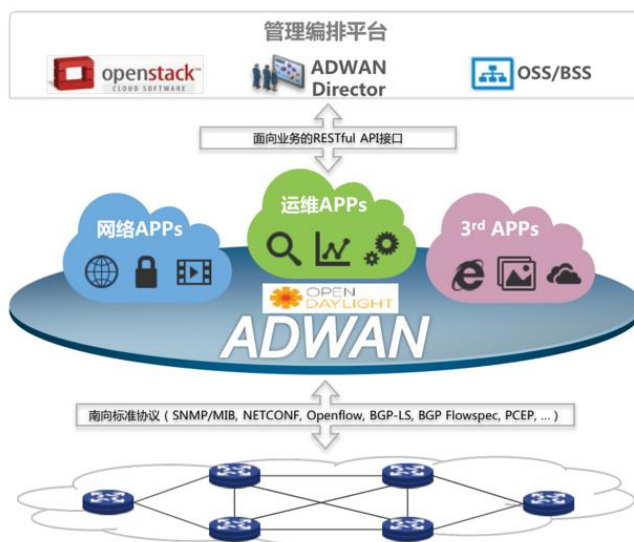 管理编排平台
openstack™
CLOUD SOFTWARE
ADWAN
Director
OSS/BSS
面向业务的RESTful API接口
网络APPs
运维APPs
3rd APPs
OPEN
DAYLIGHT
ADWAN
南向标准协议（SNMP/MIB, NETCONF, Openflow, BGP-LS, BGP Flowspec, PCEP, ...）